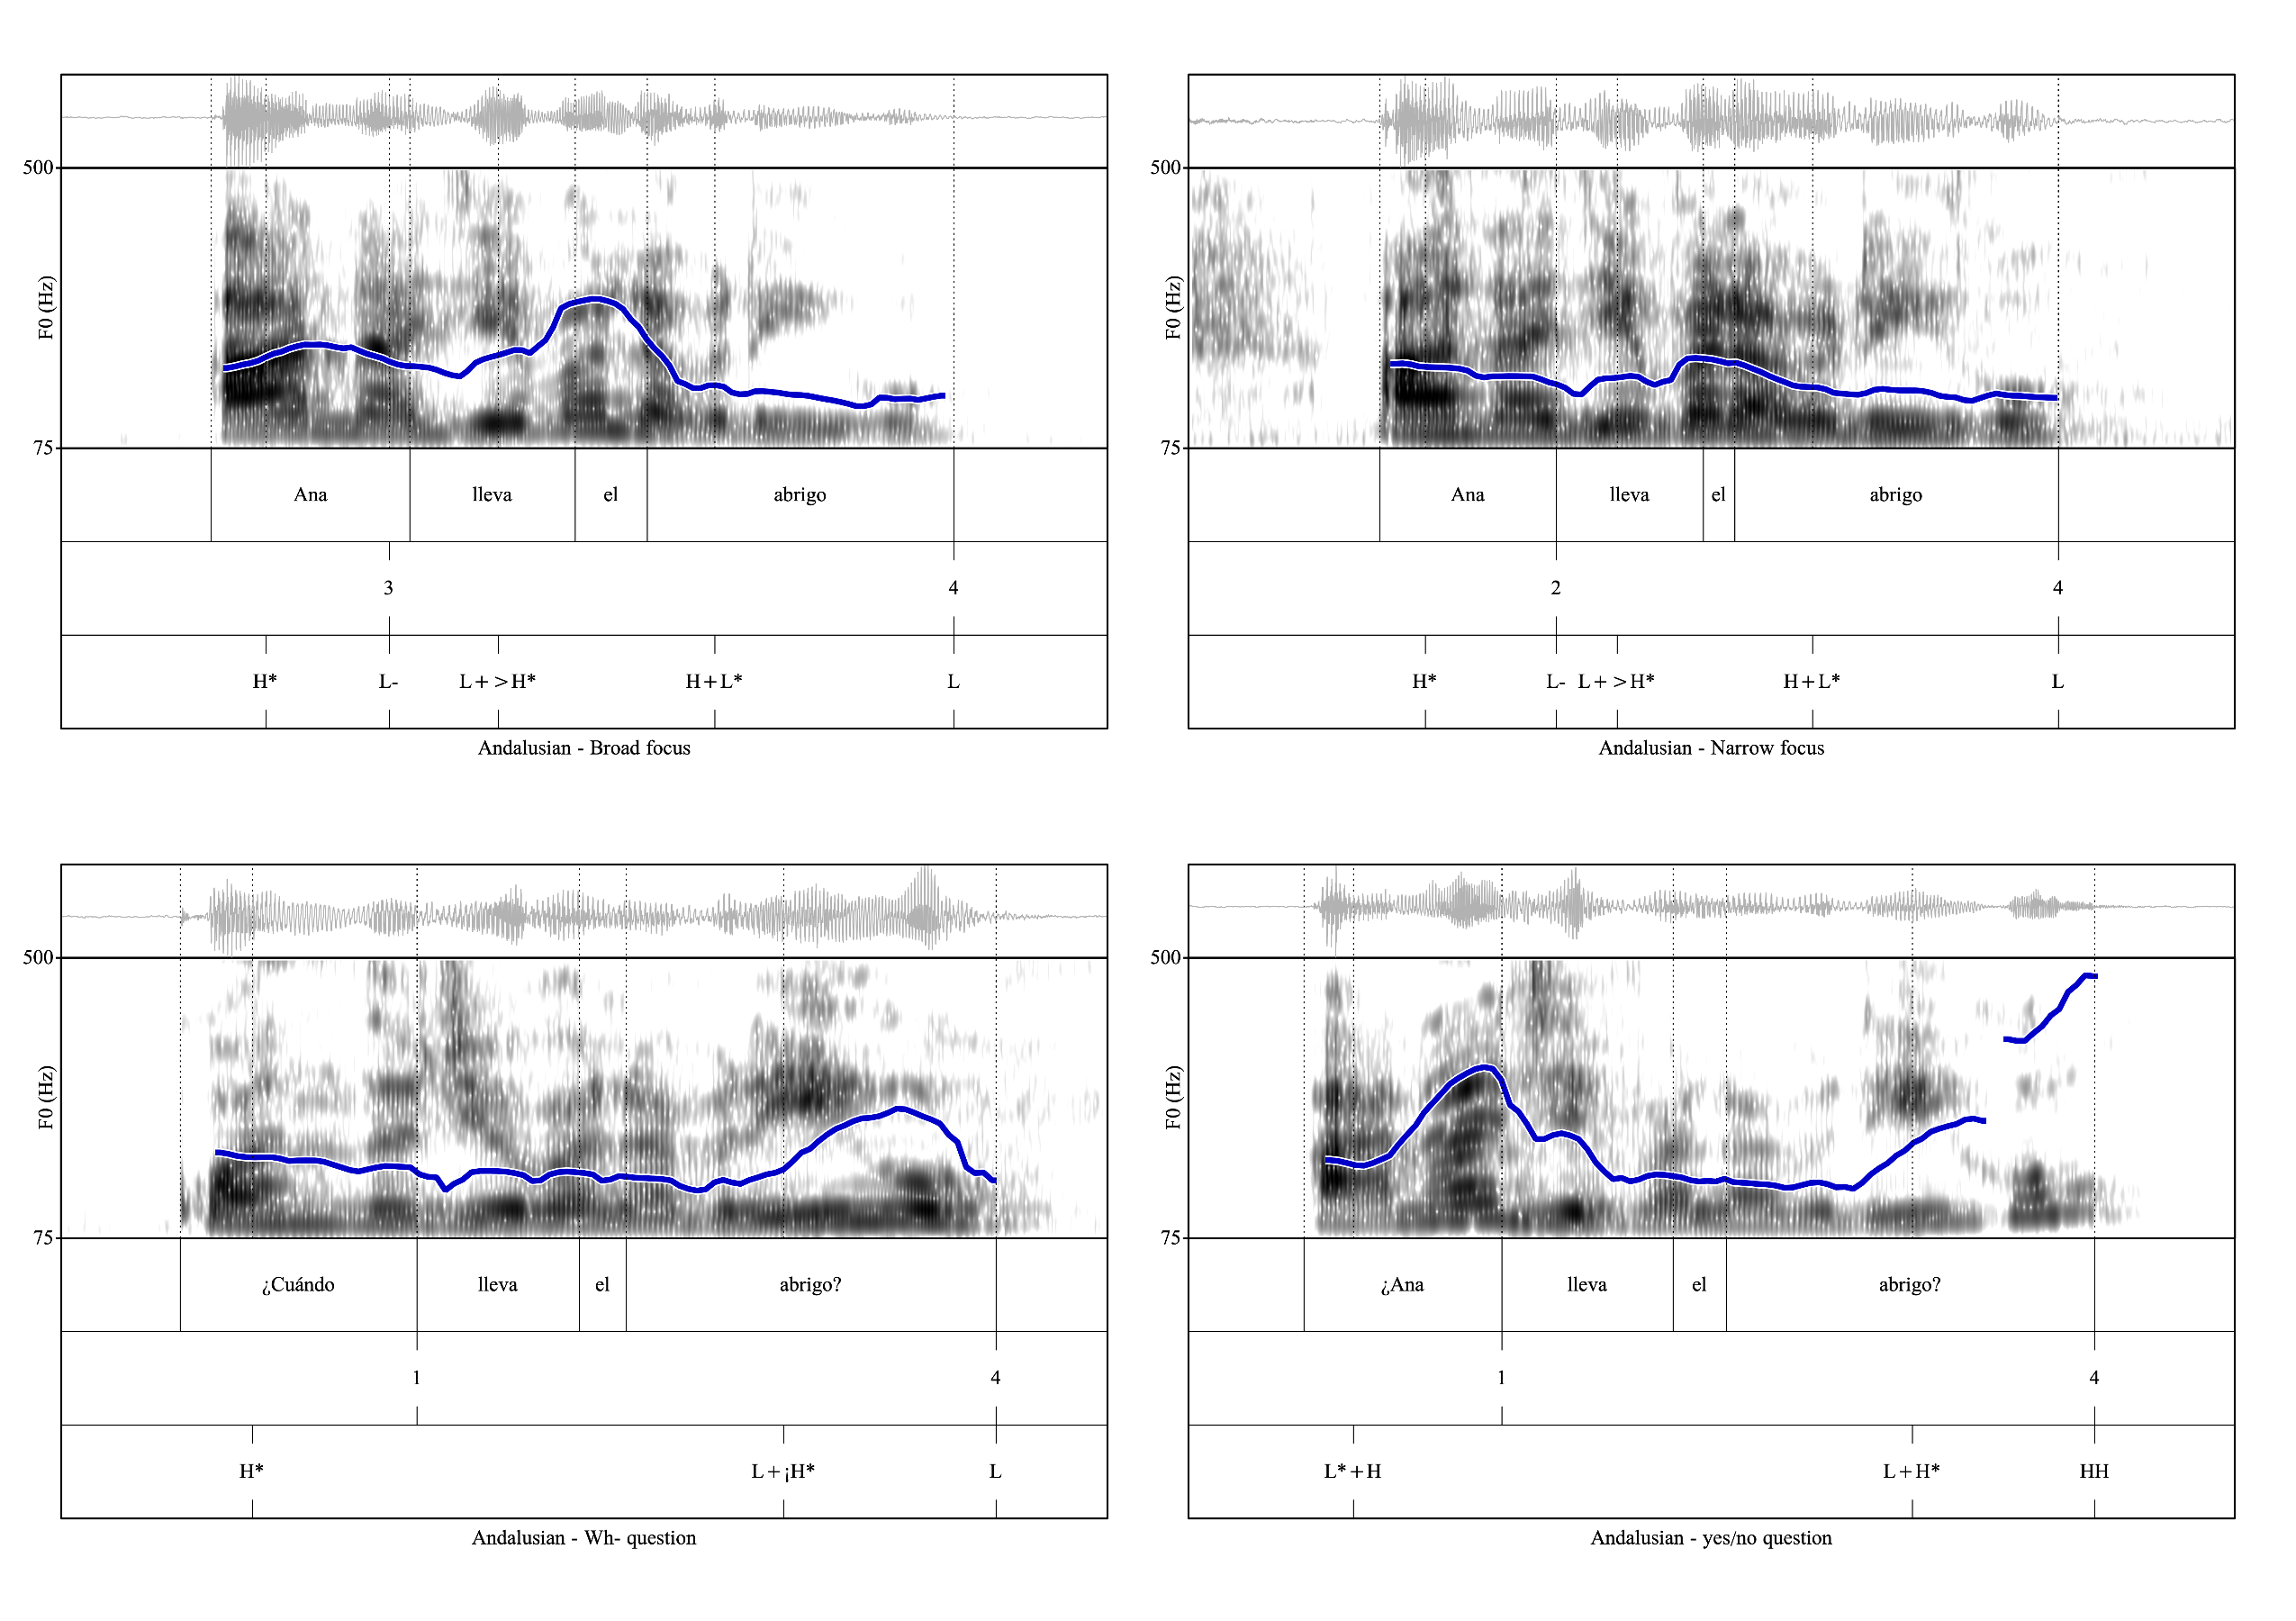 500
F0 (Hz)
75
Ana lleva el abrigo
3 4
H* L- L+>H* H+L* L
Andalusian - Broad focus
500
F0 (Hz)
75
Ana lleva el abrigo
2 4
H* L- L+>H* H+L* L
Andalusian - Narrow focus
500
F0 (Hz)
75
¿Cuándo lleva el abrigo?
1 4
H* L+¡H* L
Andalusian - Wh- question
500
F0 (Hz)
75
¿Ana lleva el abrigo?
1 4
L*+H L+H* HH
Andalusian - yes/no question